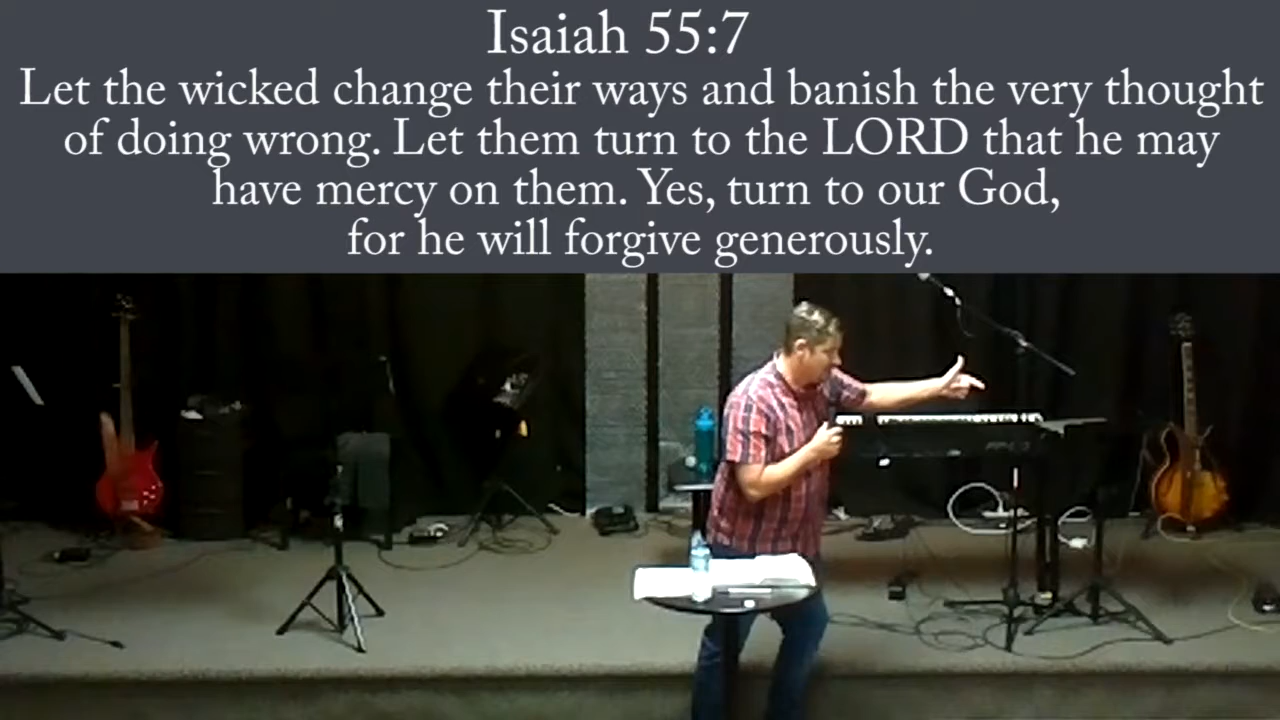 Isaiah 55:7
Let the wicked change their ways and banish the very thought
of doing wrong. Let them turn to the LORD that he may
have mercy on them. Yes, turn to our God,
for he will forgive generously.